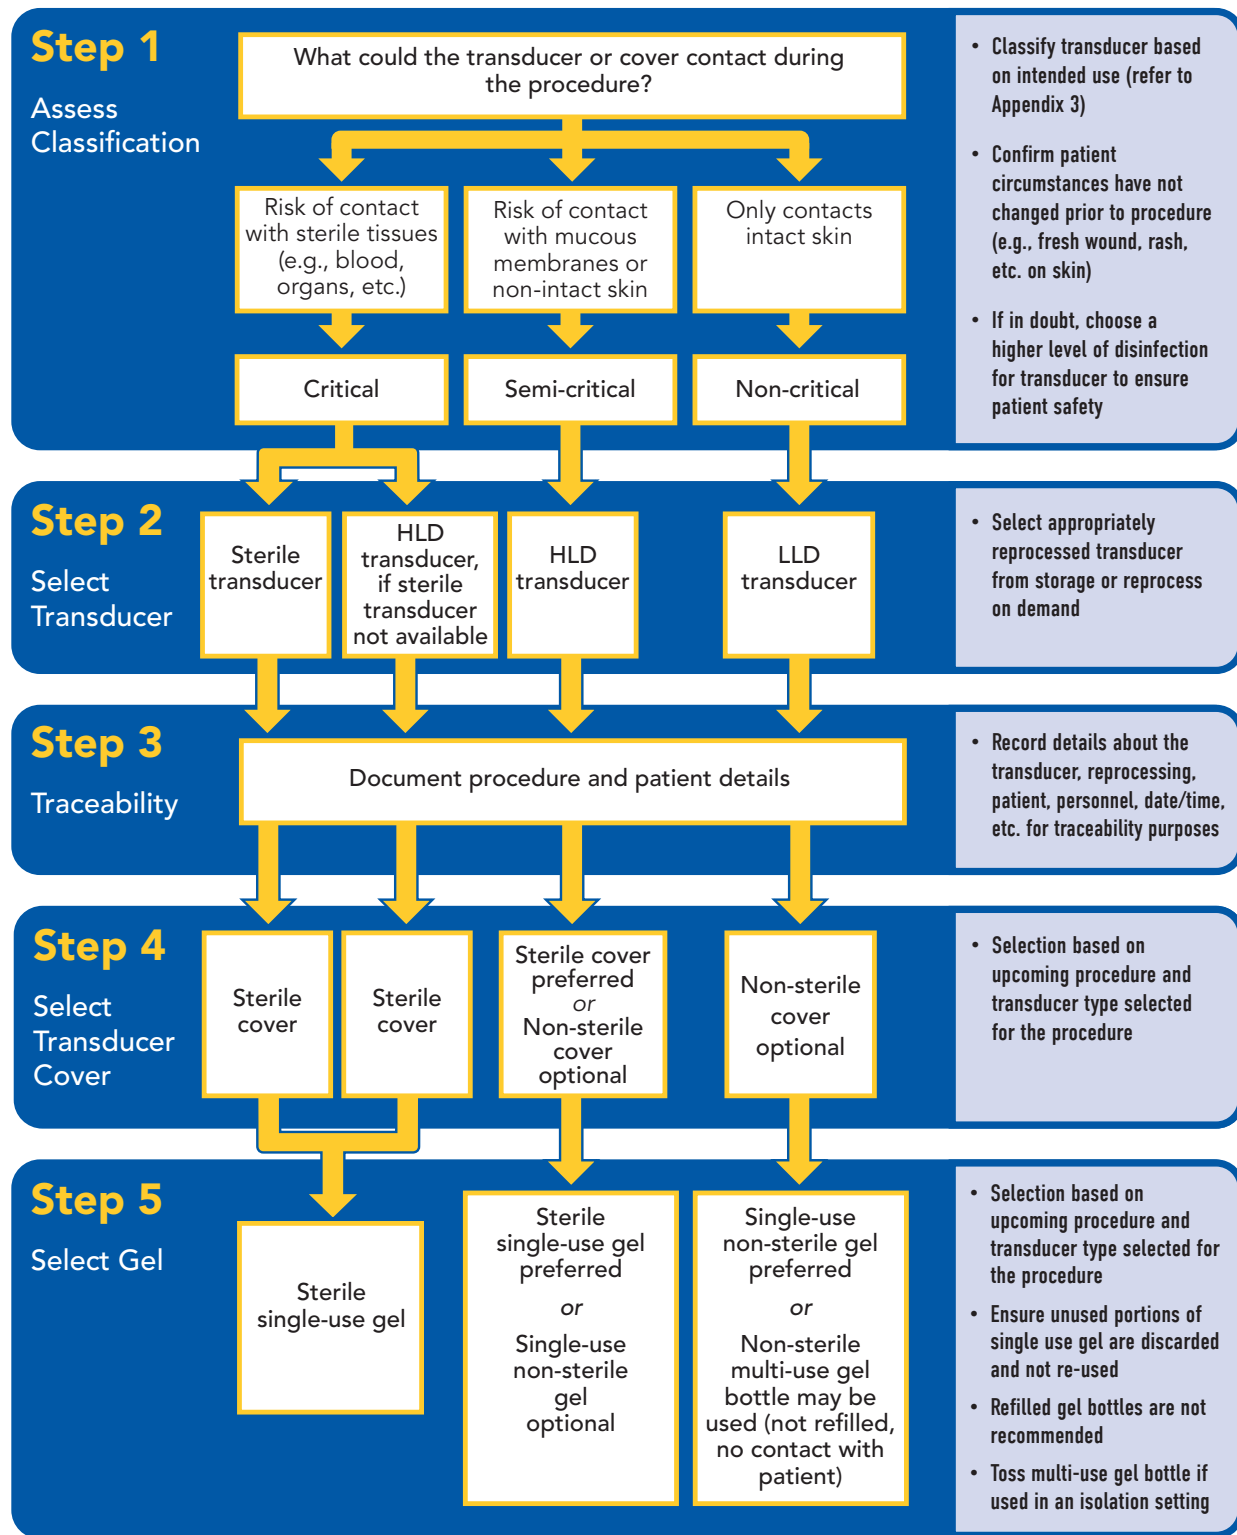 Step 1
Assess
Classification
What could the transducer or cover contact during
the procedure?
Risk of contact
with sterile tissues
(e.g., blood,
organs, etc.)
Risk of contact
with mucous
membranes or
non-intact skin
Only contacts
intact skin
Critical
Semi-critical
Non-critical
• Classify transducer based
on intended use (refer to
Appendix 3)
• Confirm patient
circumstances have not
changed prior to procedure
(e.g., fresh wound, rash,
etc. on skin)
• If in doubt, choose a
higher level of disinfection
for transducer to ensure
patient safety
Step 2
Select
Transducer
Sterile
transducer
HLD
transducer,
if sterile
transducer
not available
HLD
transducer
LLD
transducer
• Select appropriately
reprocessed transducer
from storage or reprocess
on demand
Step 3
Traceability
Document procedure and patient details
• Record details about the
transducer, reprocessing,
patient, personnel, date/time,
etc. for traceability purposes
Step 4
Select
Transducer
Cover
Sterile
cover
Sterile
cover
Sterile cover
preferred
or
Non-sterile
cover
optional
Non-sterile
cover
optional
• Selection based on
upcoming procedure and
transducer type selected
for the procedure
Step 5
Select Gel
Sterile
single-use gel
Sterile
single-use gel
preferred
or
Single-use
non-sterile
gel
optional
Single-use
non-sterile gel
preferred
or
Non-sterile
multi-use gel
bottle may be
used (not refilled,
no contact with
patient)
• Selection based on
upcoming procedure and
transducer type selected for
the procedure
• Ensure unused portions of
single use gel are discarded
and not re-used
• Refilled gel bottles are not
recommended
• Toss multi-use gel bottle if
used in an isolation setting